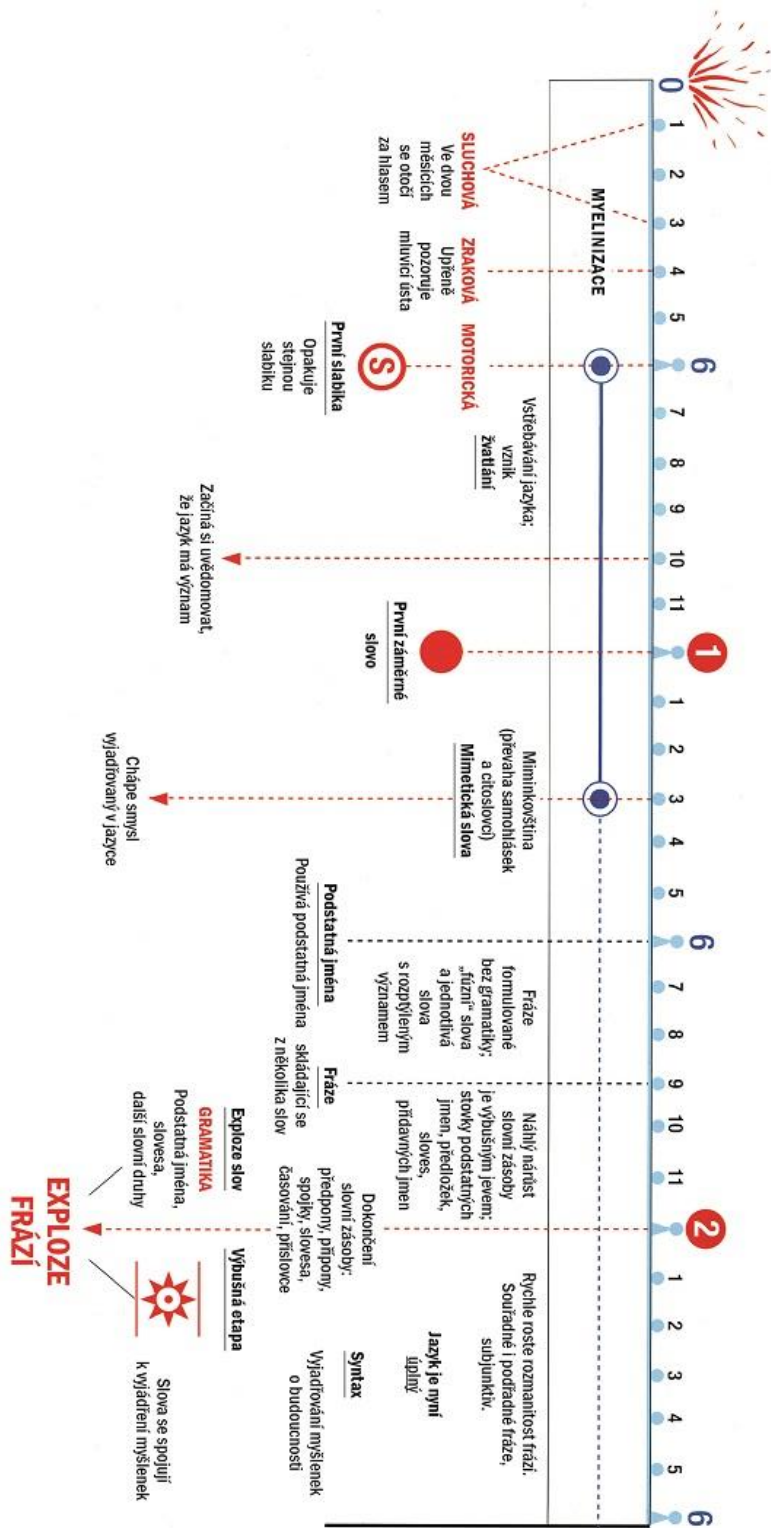 0
1
2
3
4
5
6
7
8
9
10
11
1
1
2
3
4
5
6
7
8
9
10
11
2
1
2
3
4
5
6
MYELINIZACE
SLUCHOVÁ
Ve dvou
měsících
se otočí
za hlasem
ZRAKOVÁ
Upřeně
pozoruje
mluvící ústa
MOTORICKÁ
S
První slabika
Opakuje
stejnou
slabiku
Vstřebávání jazyka;
vznik
žvatlání
Začíná si uvědomovat,
že jazyk má význam
První záměrné
slovo
Miminkovština
(převaha samohlásek
a citoslovcí)
Mimetická slova
Chápe smysl
vyjadřovaný v jazyce
Podstatná jména
Používá podstatná jména
Fráze
formulované
bez gramatiky;
„fúzní“ slova
a jednotlivá
slova
s rozptýleným
významem
Fráze
skládající se
z několika slov
Náhlý nárůst
slovní zásoby
je výbušným jevem;
stovky podstatných
jmen, předložek,
sloves,
přídavných jmen
Exploze slov
GRAMATIKA
Podstatná jména,
slovesa,
další slovní druhy
Dokončení
slovní zásoby:
předpony, přípony,
spojky, slovesa,
časování, příslovce
EXPLOZE
FRÁZÍ
Výbušná etapa
Rychle roste rozmanitost frází.
Souřadné i podřadné fráze,
subjunktiv.
Jazyk je nyní
úplný
Syntax
Vyjadřování myšlenek
o budoucnosti
Slova se spojují
k vyjádření myšlenek